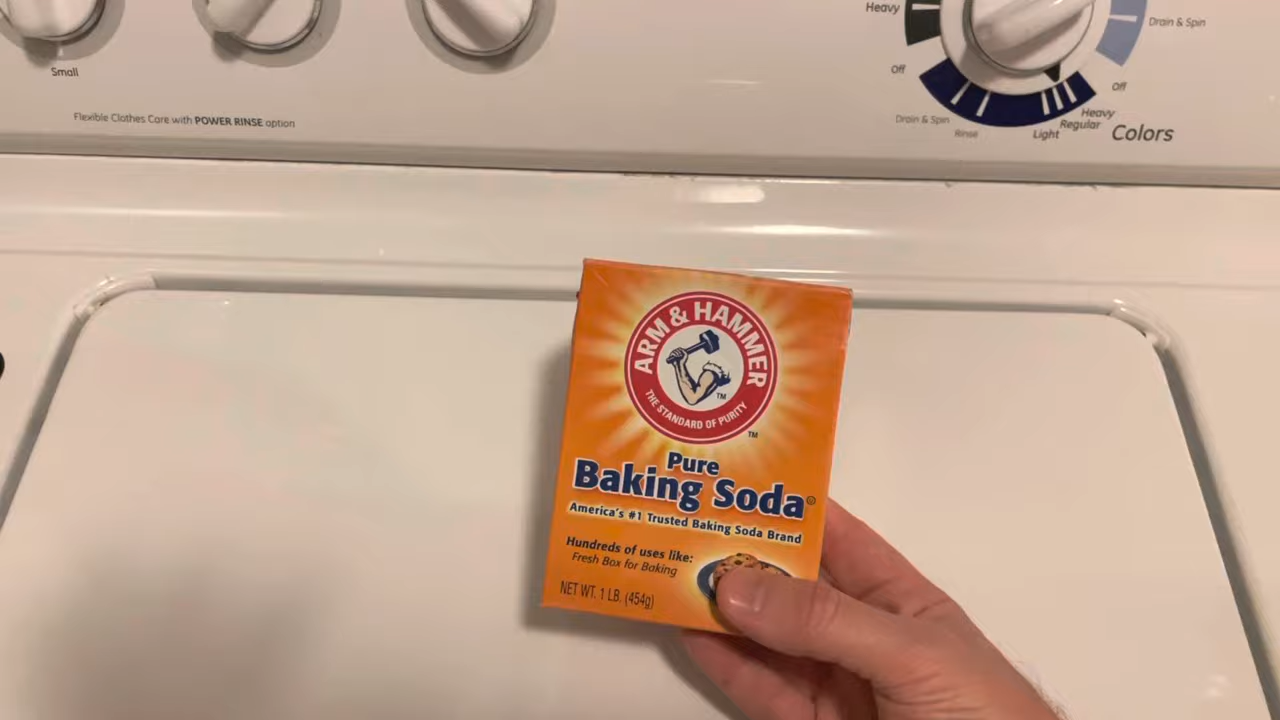 Heavy
Drain & Spin
Small
Off
Off
Flexible Clothes Care with POWER RINSE option
Drain & Spin
Rinse
Heavy
Regular
Light
Colors
ARM & HAMMER
THE STANDARD OF PURITY
TM
TM
Pure
Baking Soda
America's #1 Trusted Baking Soda Brand
Hundreds of uses like:
Fresh Box for Baking
NET WT. 1 LB. (454g)